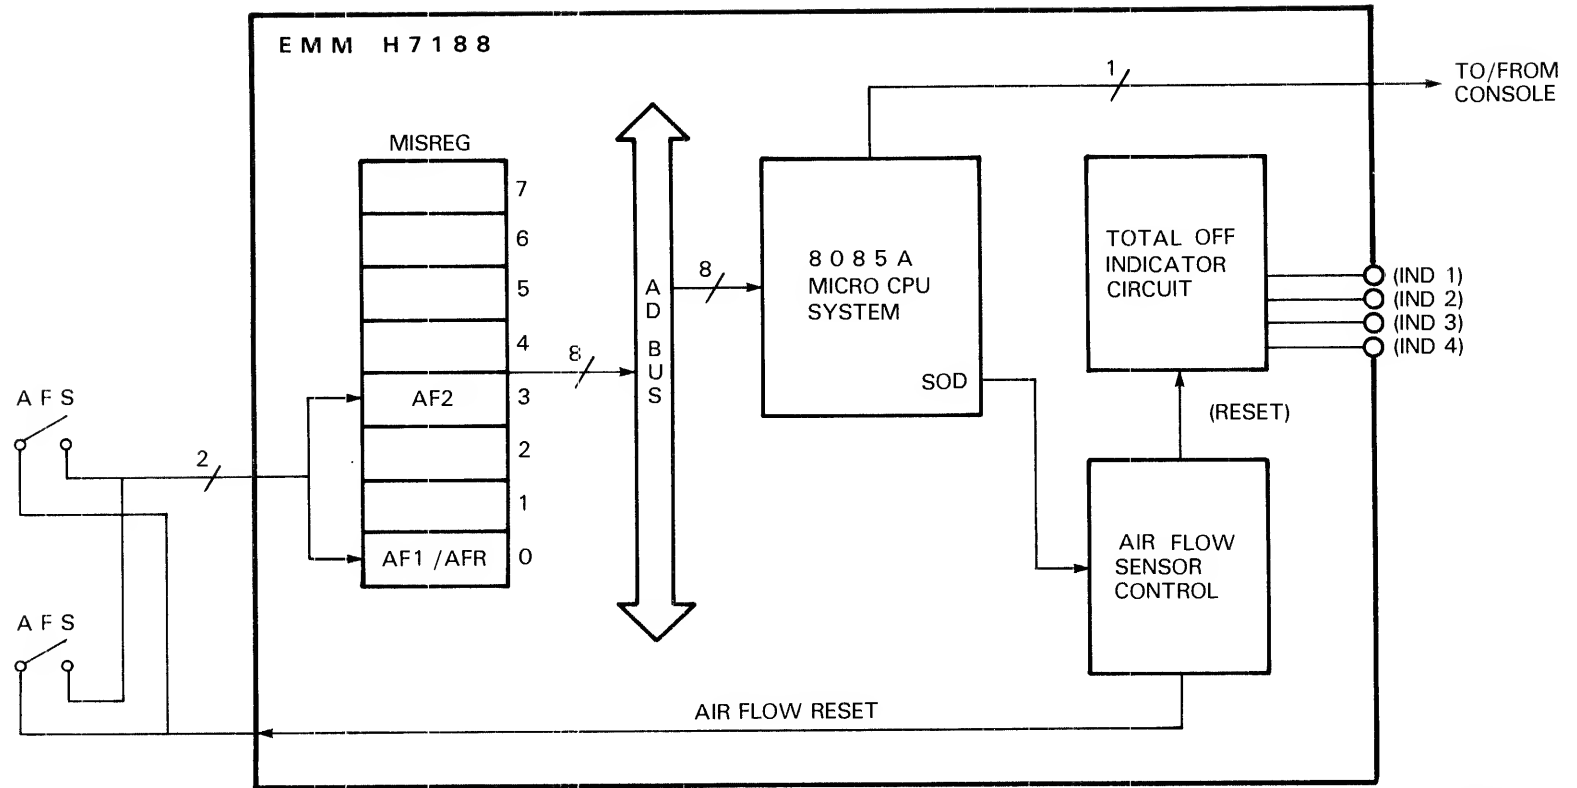 EMM H7188
1
TO/FROM
CONSOLE
MISREG
7
6
5
4
AF2 3
2
1
AF1 /AFR 0
8
AD BUS
8
8085A
MICRO CPU
SYSTEM
SOD
TOTAL OFF
INDICATOR
CIRCUIT
(IND 1)
(IND 2)
(IND 3)
(IND 4)
(RESET)
AFS
2
AFS
AIR FLOW
SENSOR
CONTROL
AIR FLOW RESET